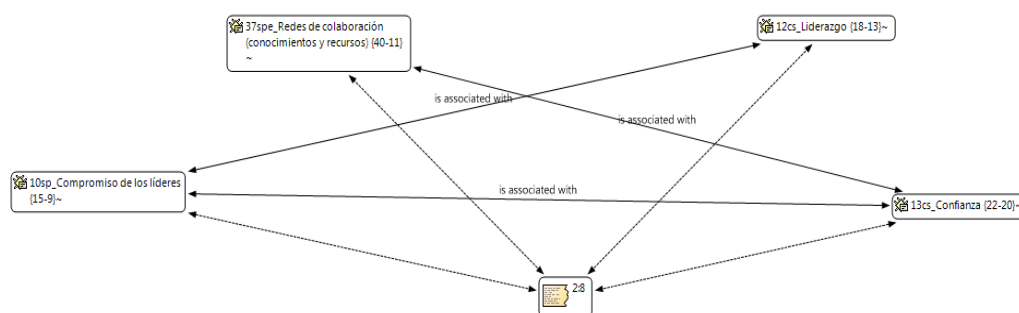 37spe_Redes de colaboración
(conocimientos y recursos) {40-11}
~
12cs_Liderazgo {18-13}~
is associated with
is associated with
10sp_Compromiso de los líderes
{15-9}~
is associated with
13cs_Confianza {22-20}~
2:8